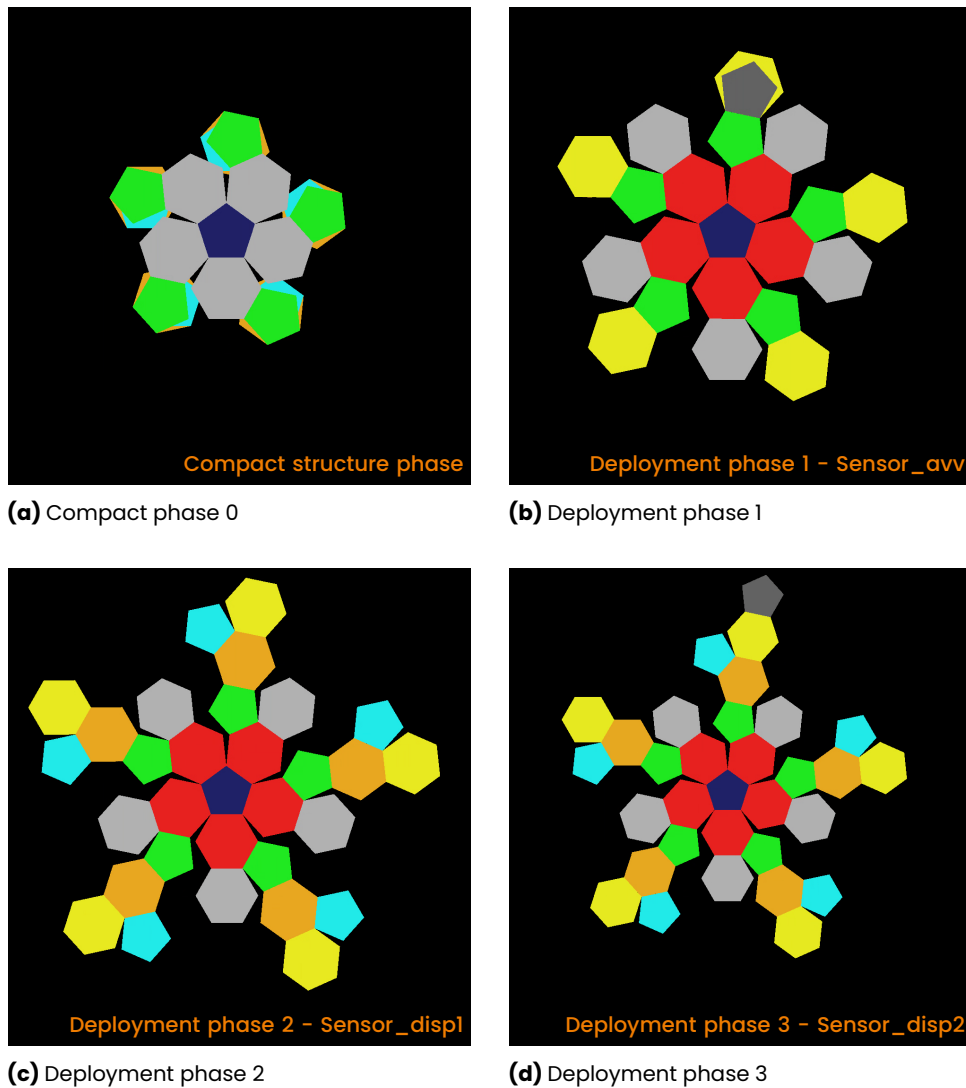 Compact structure phase
Deployment phase 1 - Sensor_avv
(a) Compact phase 0
(b) Deployment phase 1
Deployment phase 2 - Sensor_disp1
Deployment phase 3 - Sensor_disp2
(c) Deployment phase 2
(d) Deployment phase 3